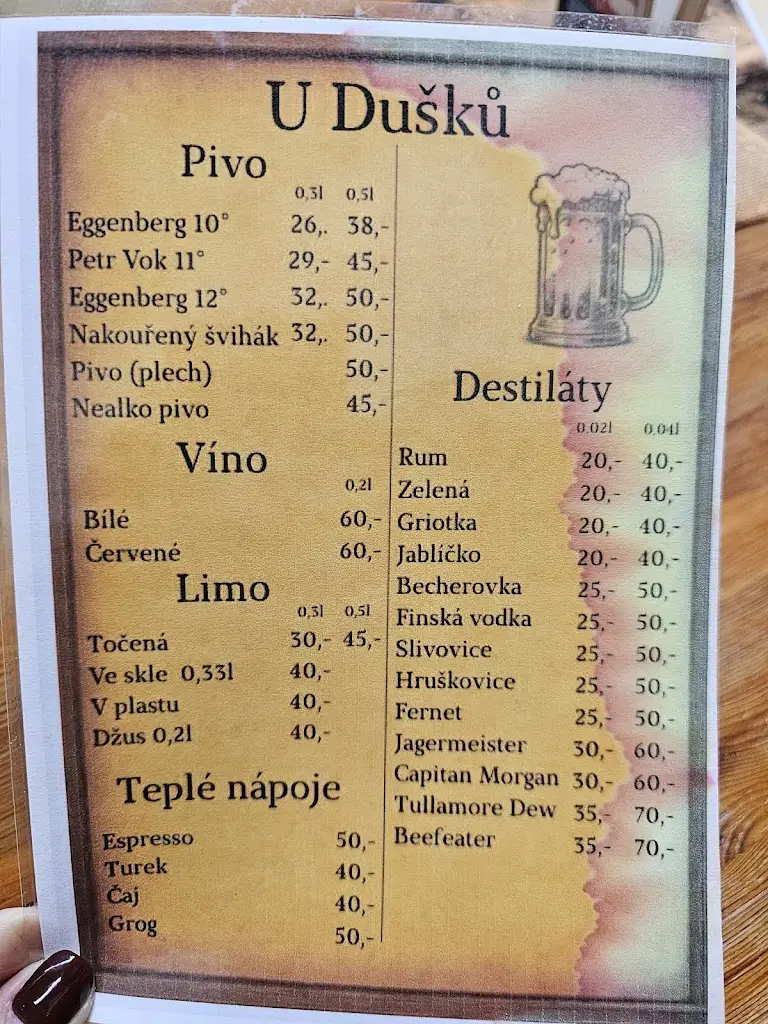 U Dušků
Pivo
0,3l 0,5l
Eggenberg 10° 26,. 38,-
Petr Vok 11° 29,- 45,-
Eggenberg 12° 32,. 50,-
Nakouřený švihák 32,. 50,-
Pivo (plech) 50,-
Nealko pivo 45,-
Víno
0,2l
Bílé 60,-
Červené 60,-
Limo
0,3l 0,5l
Točená 30,- 45,-
Ve skle 0,33l 40,-
V plastu 40,-
Džus 0,2l 40,-
Teplé nápoje
Espresso 50,-
Turek 40,-
Čaj 40,-
Grog 50,-
Destiláty
0,02l 0,04l
Rum 20,- 40,-
Zelená 20,- 40,-
Griotka 20,- 40,-
Jablíčko 20,- 40,-
Becherovka 25,- 50,-
Finská vodka 25,- 50,-
Slivovice 25,- 50,-
Hruškovice 25,- 50,-
Fernet 25,- 50,-
Jagermeister 30,- 60,-
Capitan Morgan 30,- 60,-
Tullamore Dew 35,- 70,-
Beefeater 35,- 70,-